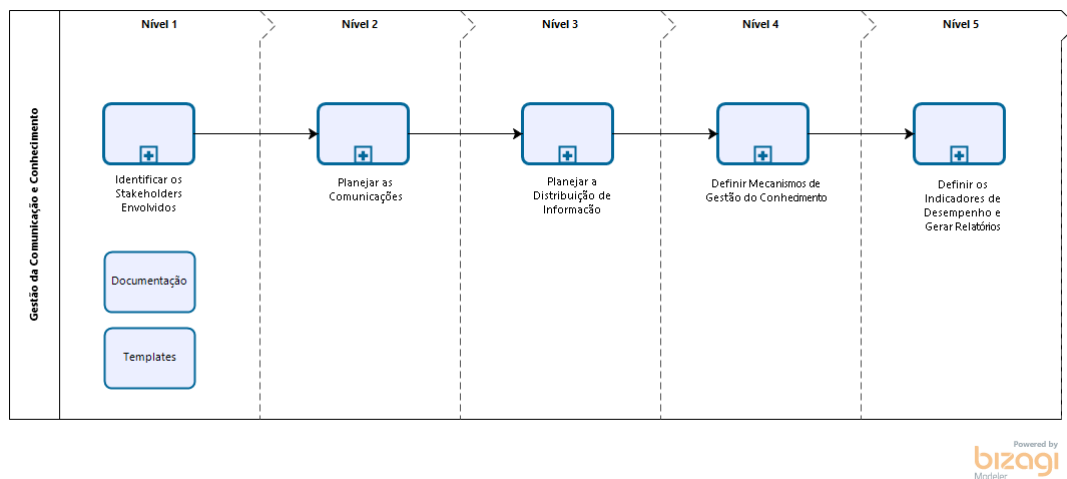 Nível 1
Nível 2
Nível 3
Nível 4
Nível 5
Gestão da Comunicação e Conhecimento
Identificar os
Stakeholders
Envolvidos
Planejar as
Comunicações
Planejar a
Distribuição de
Informacão
Definir Mecanismos de
Gestão do Conhecimento
Definir os
Indicadores de
Desempenho e
Gerar Relatórios
Documentação
Templates
Powered by
bizagi
Modeler